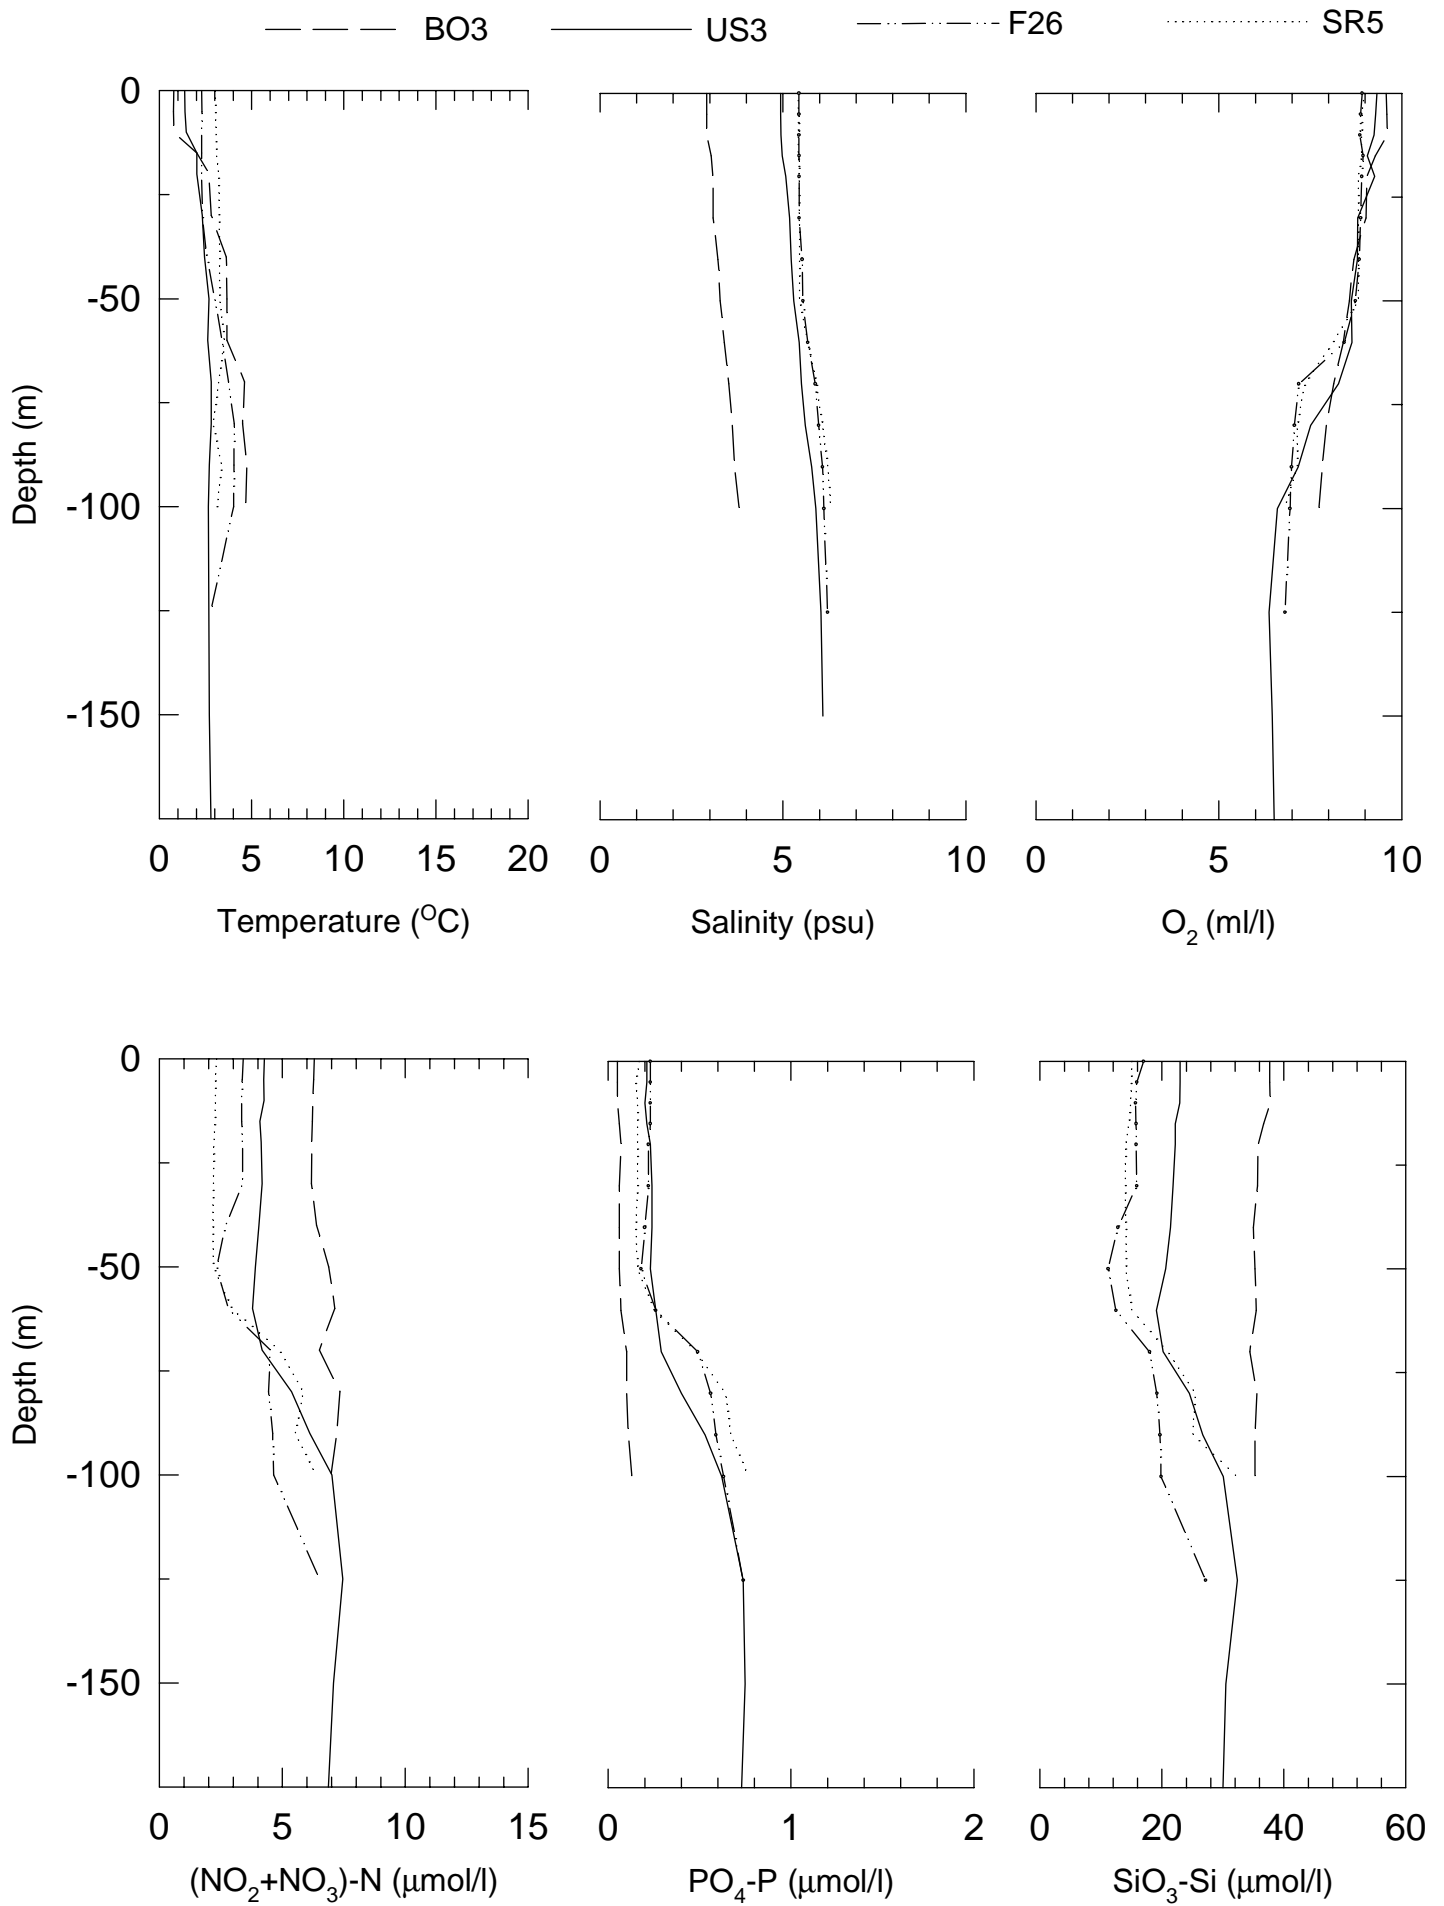 BO3 US3 F26 SR5
0
-50
-100
-150
Depth (m)
0 5 10 15 20
0 5 10
0 5 10
Temperature (OC)
Salinity (psu)
O2 (ml/l)
0
-50
-100
-150
Depth (m)
0 5 10 15
0 1 2
0 20 40 60
(NO2+NO3)-N (μmol/l)
PO4-P (μmol/l)
SiO3-Si (μmol/l)